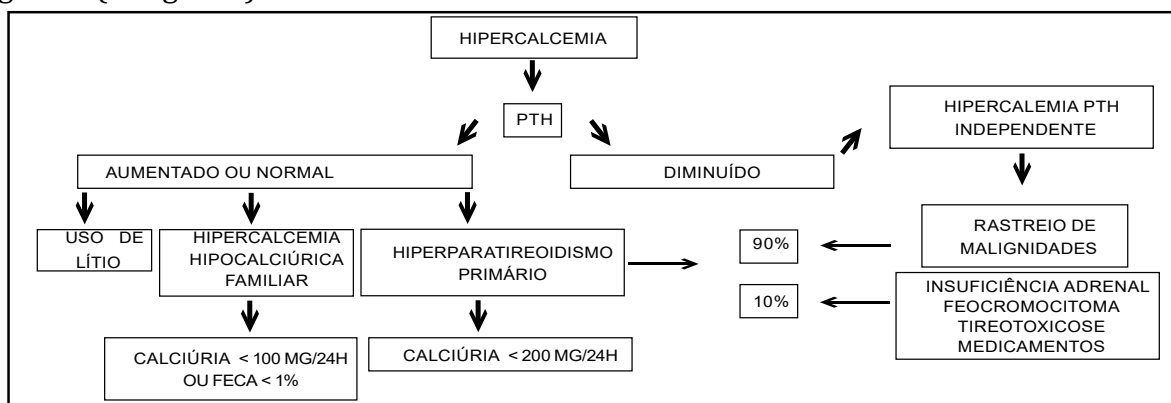 HIPERCALCEMIA
PTH
HIPERCALEMIA PTH
INDEPENDENTE
AUMENTADO OU NORMAL
DIMINUÍDO
USO DE
LÍTIO
HIPERCALCEMIA
HIPOCALCIÚRICA
FAMILIAR
HIPERPARATIREOIDISMO
PRIMÁRIO
90%
RASTREIO DE
MALIGNIDADES
10%
INSUFICIÊNCIA ADRENAL
FEOCROMOCITOMA
TIREOTOXICOSE
MEDICAMENTOS
CALCIÚRIA < 100 MG/24H
OU FECA < 1%
CALCIÚRIA < 200 MG/24H